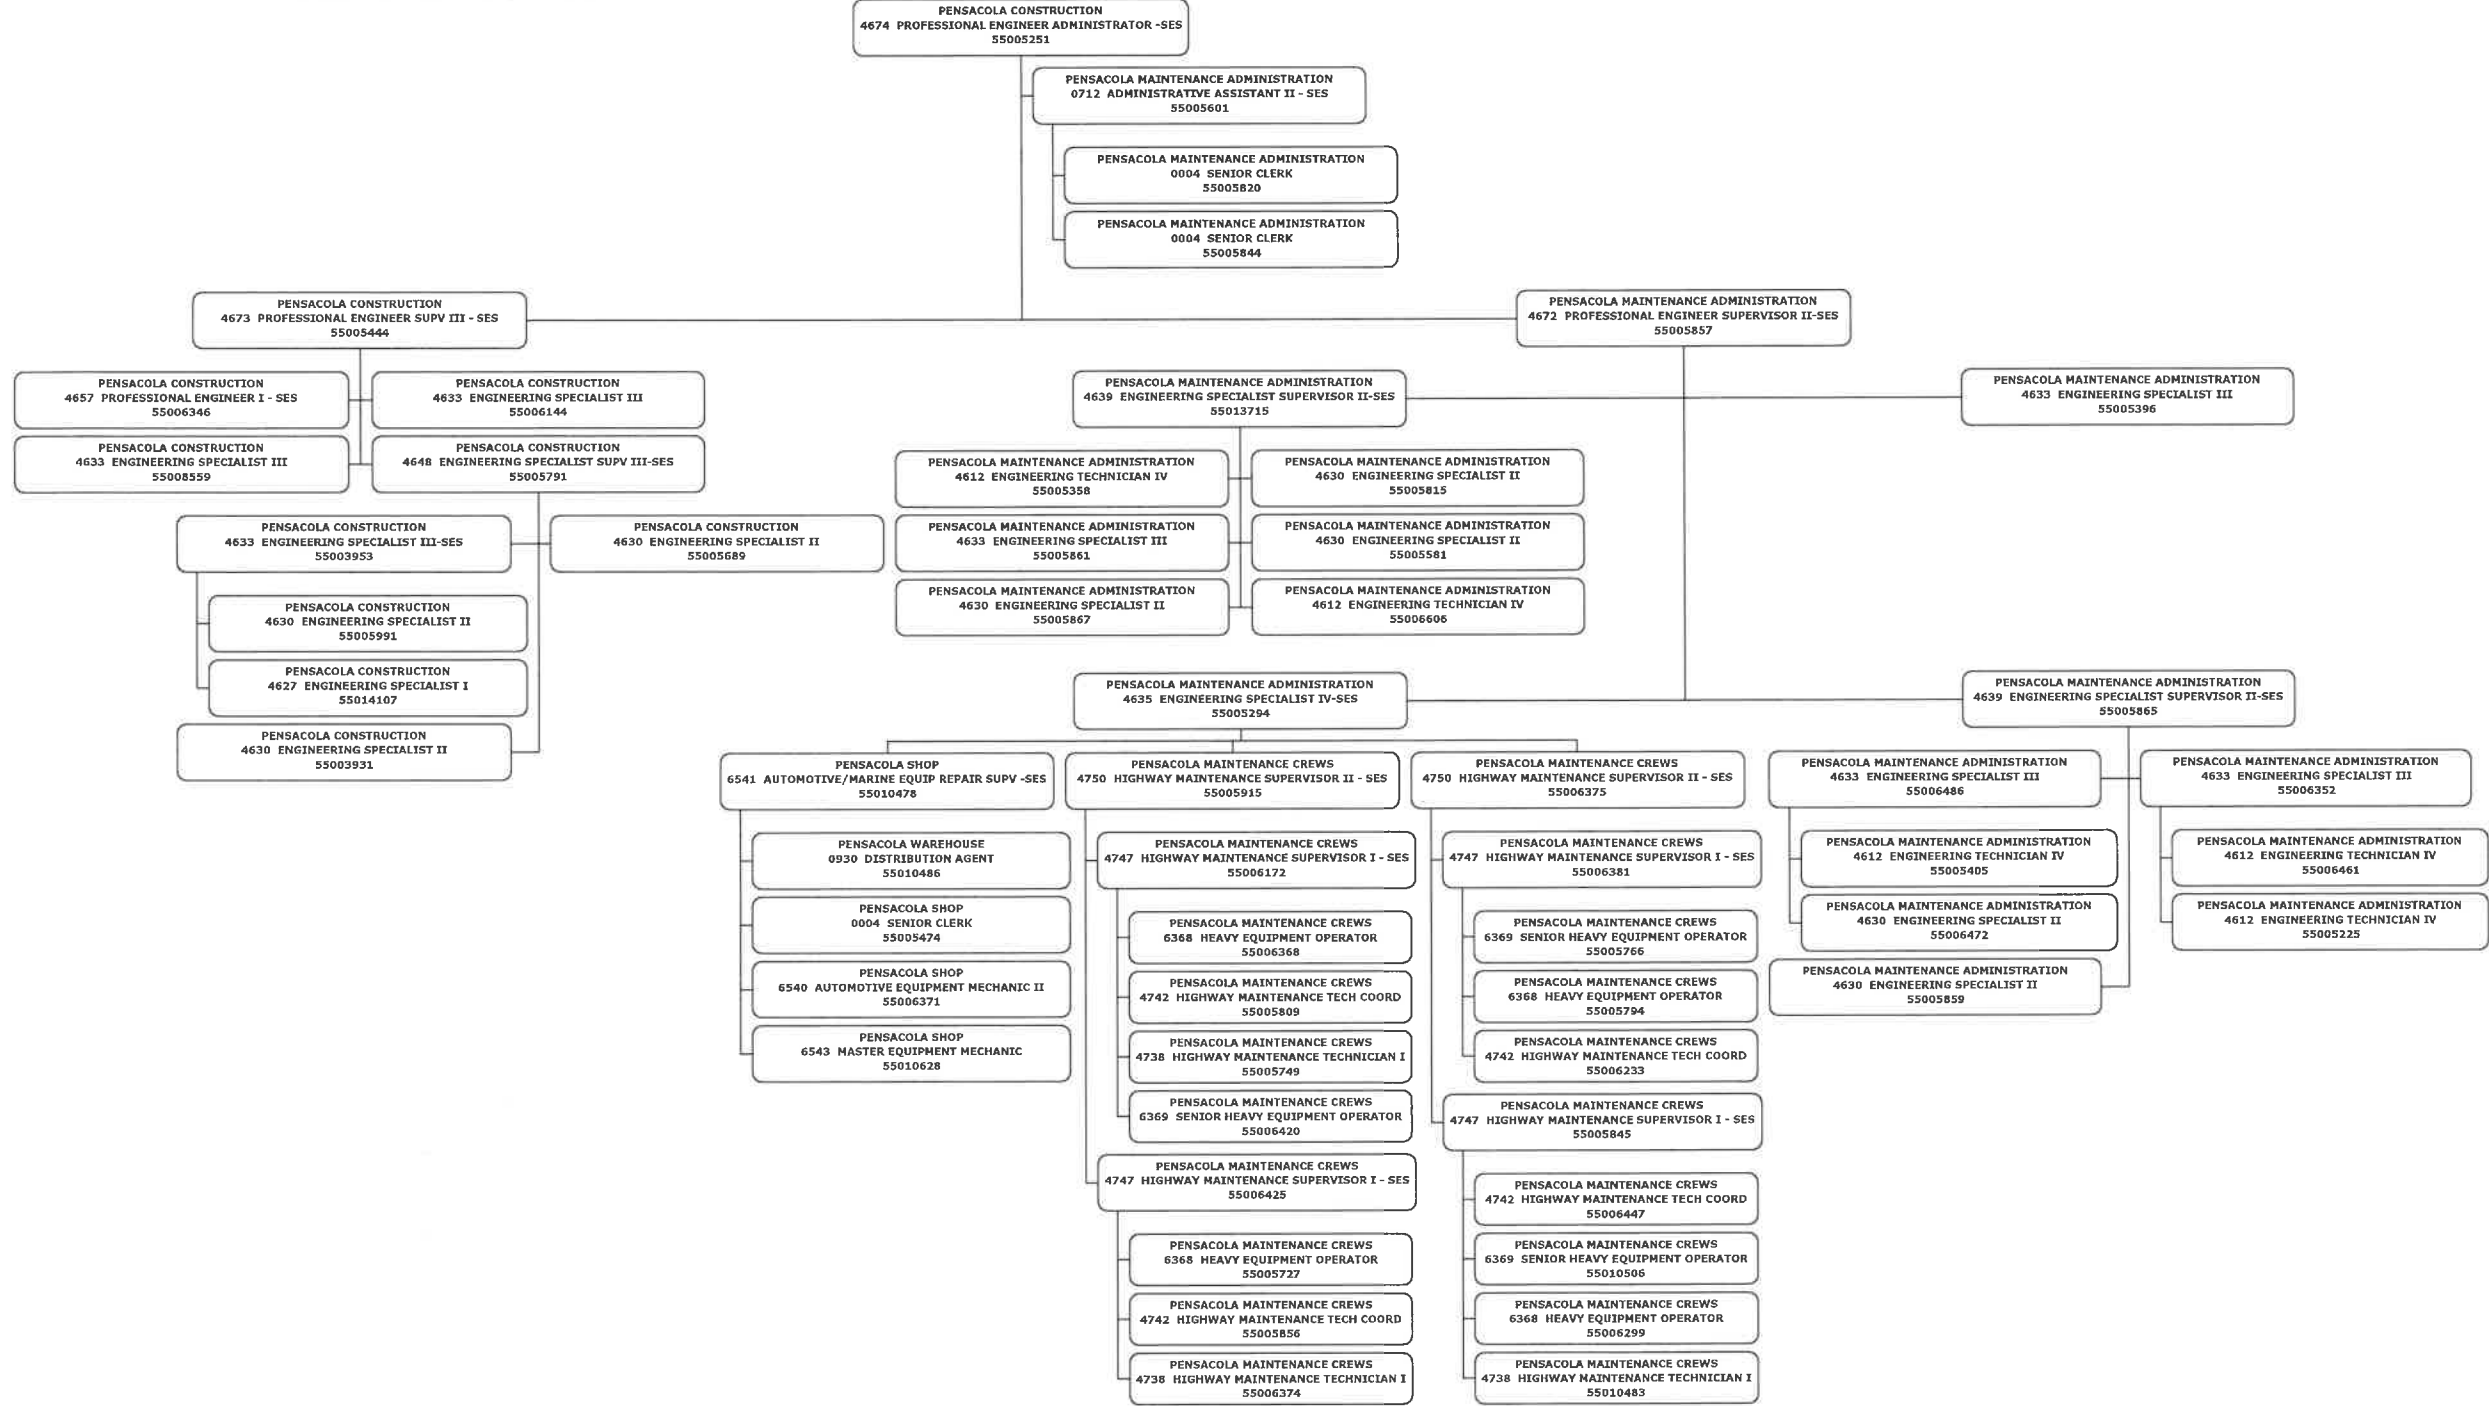 PENSACOLA CONSTRUCTION
4674 PROFESSIONAL ENGINEER ADMINISTRATOR -SES
55005251
PENSACOLA MAINTENANCE ADMINISTRATION
0712 ADMINISTRATIVE ASSISTANT II - SES
55005601
PENSACOLA MAINTENANCE ADMINISTRATION
0004 SENIOR CLERK
55005820
PENSACOLA MAINTENANCE ADMINISTRATION
0004 SENIOR CLERK
55005844
PENSACOLA CONSTRUCTION
4673 PROFESSIONAL ENGINEER SUPV III - SES
55005444
PENSACOLA CONSTRUCTION
4657 PROFESSIONAL ENGINEER I - SES
55006346
PENSACOLA CONSTRUCTION
4633 ENGINEERING SPECIALIST III
55006144
PENSACOLA CONSTRUCTION
4633 ENGINEERING SPECIALIST III
55008559
PENSACOLA CONSTRUCTION
4648 ENGINEERING SPECIALIST SUPV III-SES
55005791
PENSACOLA CONSTRUCTION
4633 ENGINEERING SPECIALIST III-SES
55003953
PENSACOLA CONSTRUCTION
4630 ENGINEERING SPECIALIST II
55005689
PENSACOLA CONSTRUCTION
4630 ENGINEERING SPECIALIST II
55005991
PENSACOLA CONSTRUCTION
4627 ENGINEERING SPECIALIST I
55014107
PENSACOLA CONSTRUCTION
4630 ENGINEERING SPECIALIST II
55003931
PENSACOLA MAINTENANCE ADMINISTRATION
4672 PROFESSIONAL ENGINEER SUPERVISOR II-SES
55005857
PENSACOLA MAINTENANCE ADMINISTRATION
4639 ENGINEERING SPECIALIST SUPERVISOR II-SES
55013715
PENSACOLA MAINTENANCE ADMINISTRATION
4633 ENGINEERING SPECIALIST III
55005396
PENSACOLA MAINTENANCE ADMINISTRATION
4612 ENGINEERING TECHNICIAN IV
55005358
PENSACOLA MAINTENANCE ADMINISTRATION
4630 ENGINEERING SPECIALIST II
55005815
PENSACOLA MAINTENANCE ADMINISTRATION
4633 ENGINEERING SPECIALIST III
55005861
PENSACOLA MAINTENANCE ADMINISTRATION
4630 ENGINEERING SPECIALIST II
55005581
PENSACOLA MAINTENANCE ADMINISTRATION
4630 ENGINEERING SPECIALIST II
55005867
PENSACOLA MAINTENANCE ADMINISTRATION
4612 ENGINEERING TECHNICIAN IV
55006606
PENSACOLA MAINTENANCE ADMINISTRATION
4635 ENGINEERING SPECIALIST IV-SES
55005294
PENSACOLA MAINTENANCE ADMINISTRATION
4639 ENGINEERING SPECIALIST SUPERVISOR II-SES
55005865
PENSACOLA SHOP
6541 AUTOMOTIVE/MARINE EQUIP REPAIR SUPV -SES
55010478
PENSACOLA WAREHOUSE
0930 DISTRIBUTION AGENT
55010486
PENSACOLA SHOP
0004 SENIOR CLERK
55005474
PENSACOLA SHOP
6540 AUTOMOTIVE EQUIPMENT MECHANIC II
55006371
PENSACOLA SHOP
6543 MASTER EQUIPMENT MECHANIC
55010628
PENSACOLA MAINTENANCE CREWS
4750 HIGHWAY MAINTENANCE SUPERVISOR II - SES
55005915
PENSACOLA MAINTENANCE CREWS
4747 HIGHWAY MAINTENANCE SUPERVISOR I - SES
55006172
PENSACOLA MAINTENANCE CREWS
6368 HEAVY EQUIPMENT OPERATOR
55006368
PENSACOLA MAINTENANCE CREWS
4742 HIGHWAY MAINTENANCE TECH COORD
55005809
PENSACOLA MAINTENANCE CREWS
4738 HIGHWAY MAINTENANCE TECHNICIAN I
55005749
PENSACOLA MAINTENANCE CREWS
6369 SENIOR HEAVY EQUIPMENT OPERATOR
55006420
PENSACOLA MAINTENANCE CREWS
4747 HIGHWAY MAINTENANCE SUPERVISOR I - SES
55006425
PENSACOLA MAINTENANCE CREWS
6368 HEAVY EQUIPMENT OPERATOR
55005727
PENSACOLA MAINTENANCE CREWS
4742 HIGHWAY MAINTENANCE TECH COORD
55005856
PENSACOLA MAINTENANCE CREWS
4738 HIGHWAY MAINTENANCE TECHNICIAN I
55006374
PENSACOLA MAINTENANCE CREWS
4750 HIGHWAY MAINTENANCE SUPERVISOR II - SES
55006375
PENSACOLA MAINTENANCE CREWS
4747 HIGHWAY MAINTENANCE SUPERVISOR I - SES
55006381
PENSACOLA MAINTENANCE CREWS
6369 SENIOR HEAVY EQUIPMENT OPERATOR
55005766
PENSACOLA MAINTENANCE CREWS
6368 HEAVY EQUIPMENT OPERATOR
55005794
PENSACOLA MAINTENANCE CREWS
4742 HIGHWAY MAINTENANCE TECH COORD
55006233
PENSACOLA MAINTENANCE CREWS
4747 HIGHWAY MAINTENANCE SUPERVISOR I - SES
55005845
PENSACOLA MAINTENANCE CREWS
4742 HIGHWAY MAINTENANCE TECH COORD
55006447
PENSACOLA MAINTENANCE CREWS
6369 SENIOR HEAVY EQUIPMENT OPERATOR
55010506
PENSACOLA MAINTENANCE CREWS
6368 HEAVY EQUIPMENT OPERATOR
55006299
PENSACOLA MAINTENANCE CREWS
4738 HIGHWAY MAINTENANCE TECHNICIAN I
55010483
PENSACOLA MAINTENANCE ADMINISTRATION
4633 ENGINEERING SPECIALIST III
55006486
PENSACOLA MAINTENANCE ADMINISTRATION
4612 ENGINEERING TECHNICIAN IV
55005405
PENSACOLA MAINTENANCE ADMINISTRATION
4630 ENGINEERING SPECIALIST II
55006472
PENSACOLA MAINTENANCE ADMINISTRATION
4630 ENGINEERING SPECIALIST II
55005859
PENSACOLA MAINTENANCE ADMINISTRATION
4633 ENGINEERING SPECIALIST III
55006352
PENSACOLA MAINTENANCE ADMINISTRATION
4612 ENGINEERING TECHNICIAN IV
55006461
PENSACOLA MAINTENANCE ADMINISTRATION
4612 ENGINEERING TECHNICIAN IV
55005225